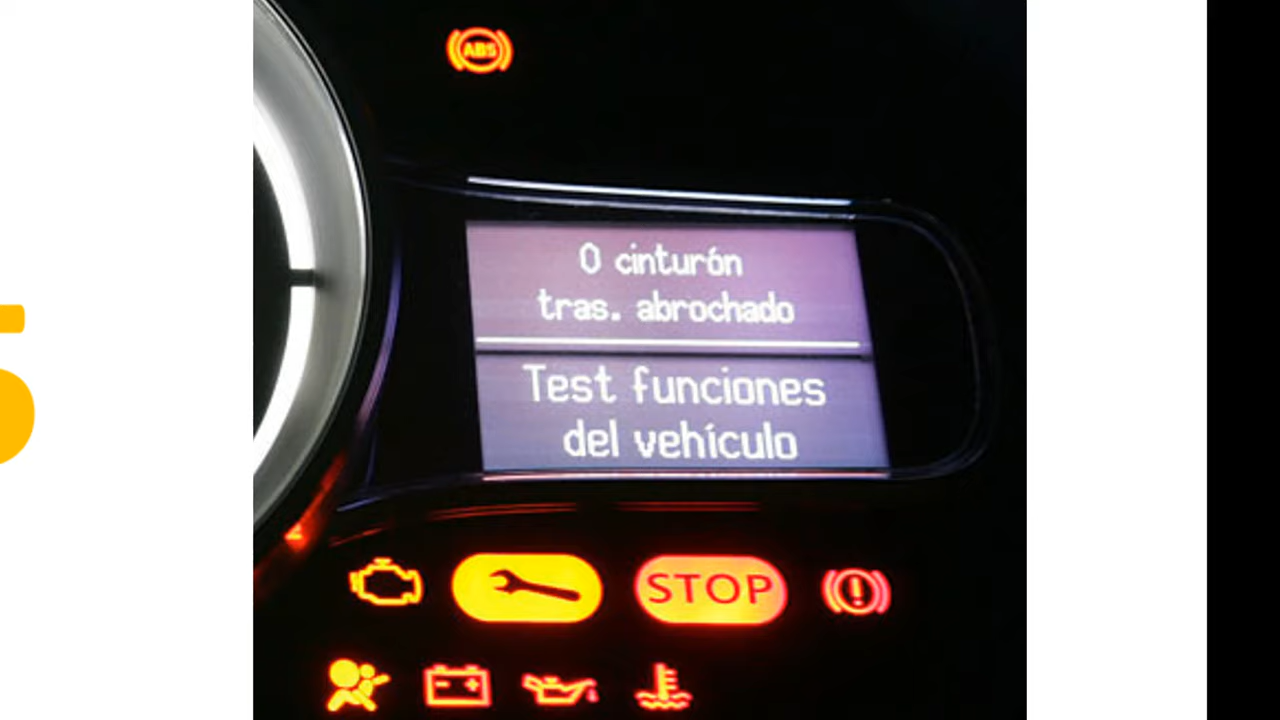 ABS
0 cinturón
tras. abrochado
Test funciones
del vehículo
STOP